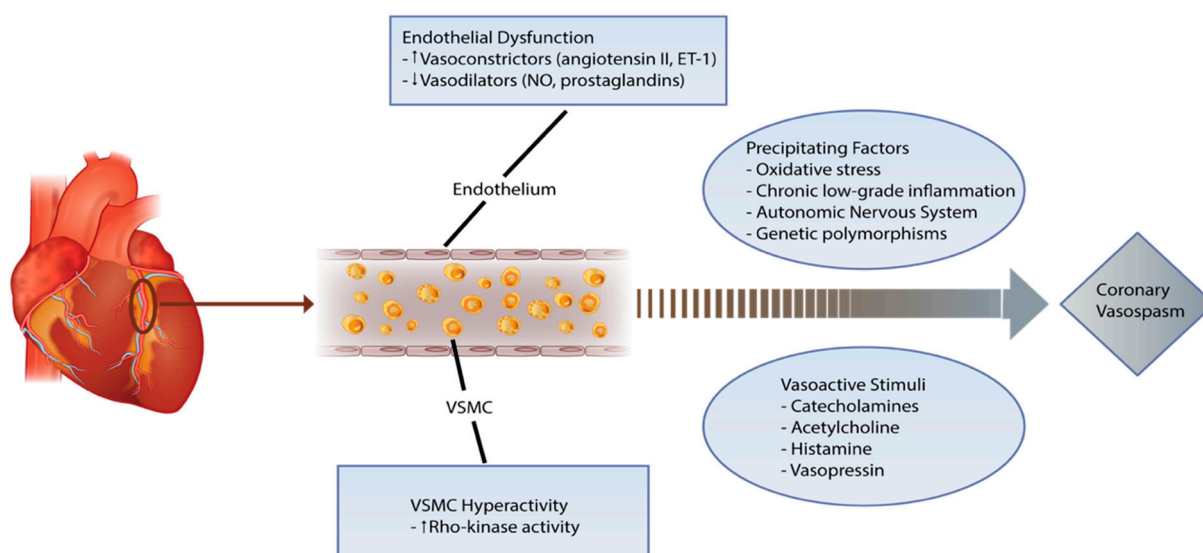 Endothelial Dysfunction
-↑Vasoconstrictors (angiotensin II, ET-1)
-↓Vasodilators (NO, prostaglandins)
Endothelium
VSMC
VSMC Hyperactivity
- ↑Rho-kinase activity
Precipitating Factors
- Oxidative stress
- Chronic low-grade inflammation
- Autonomic Nervous System
- Genetic polymorphisms
Vasoactive Stimuli
- Catecholamines
- Acetylcholine
- Histamine
- Vasopressin
Coronary
Vasospasm